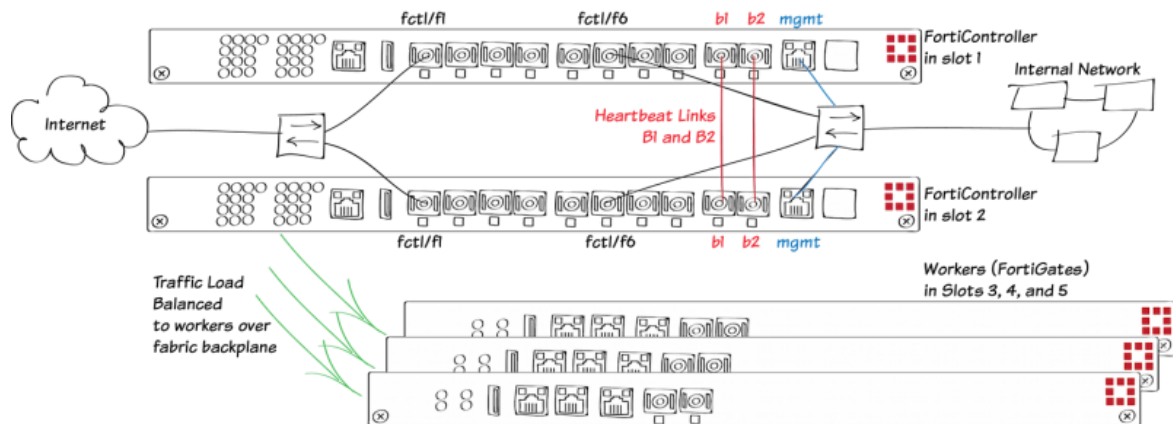 fctl/f1
fctl/f6
b1
b2
mgmt
FortiController
in slot 1
Internet
Heartbeat Links
B1 and B2
Internal Network
FortiController
in slot 2
fctl/f1
fctl/f6
b1
b2
mgmt
Traffic Load
Balanced
to workers over
fabric backplane
Workers (FortiGates)
in Slots 3, 4, and 5